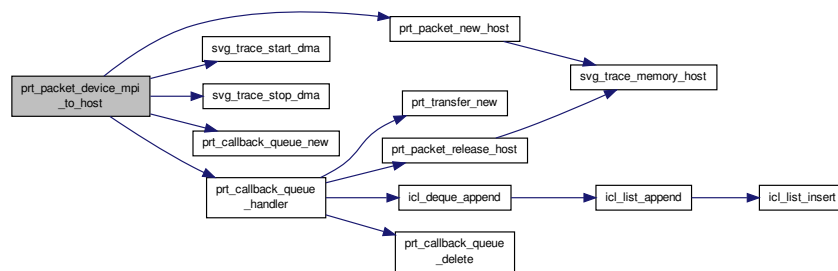 prt_packet_device_mpi
_to_host
prt_packet_new_host
svg_trace_start_dma
svg_trace_stop_dma
prt_callback_queue_new
prt_callback_queue
_handler
svg_trace_memory_host
prt_transfer_new
prt_packet_release_host
icl_deque_append
icl_list_append
icl_list_insert
prt_callback_queue
_delete